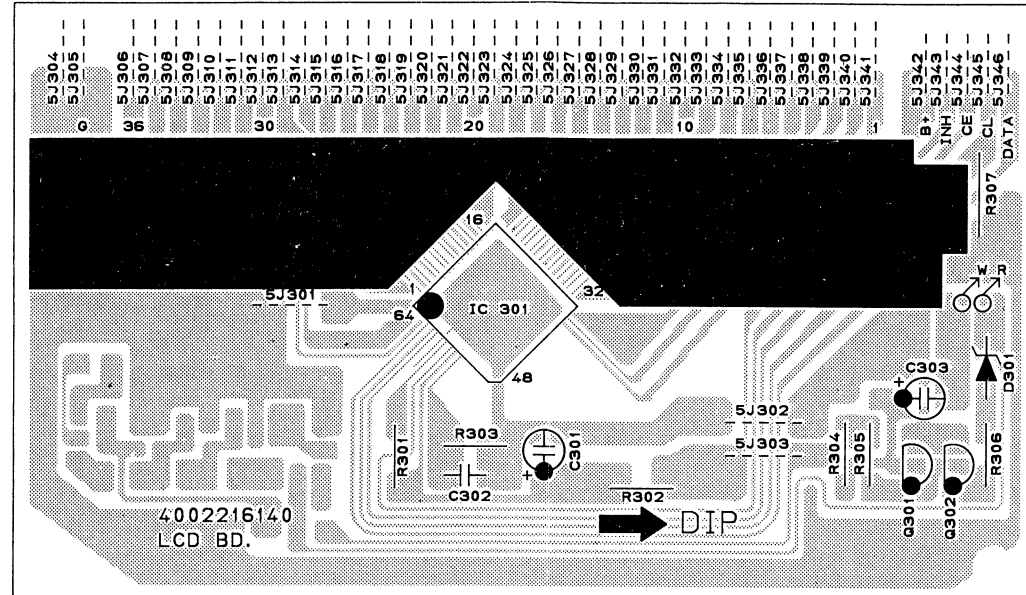 5J304
5J305
5J306
5J307
5J308
5J309
5J310
5J311
5J312
5J313
5J314
5J315
5J316
5J317
5J318
5J319
5J320
5J321
5J322
5J323
5J324
5J325
5J326
5J327
5J328
5J329
5J330
5J331
5J332
5J333
5J334
5J335
5J336
5J337
5J338
5J339
5J340
5J341
5J342
5J343
5J344
5J345
5J346
G 36 30 20 10 1
B+
INH
CE
CL
DATA
R307
16
1
32
5J301
64
IC 301
W R
48
C303
+
D301
5J302
R303
5J303
R301
C301
+
R304
R305
R306
C302
R302
Q301
Q302
4002216140
LCD BD.
DIP